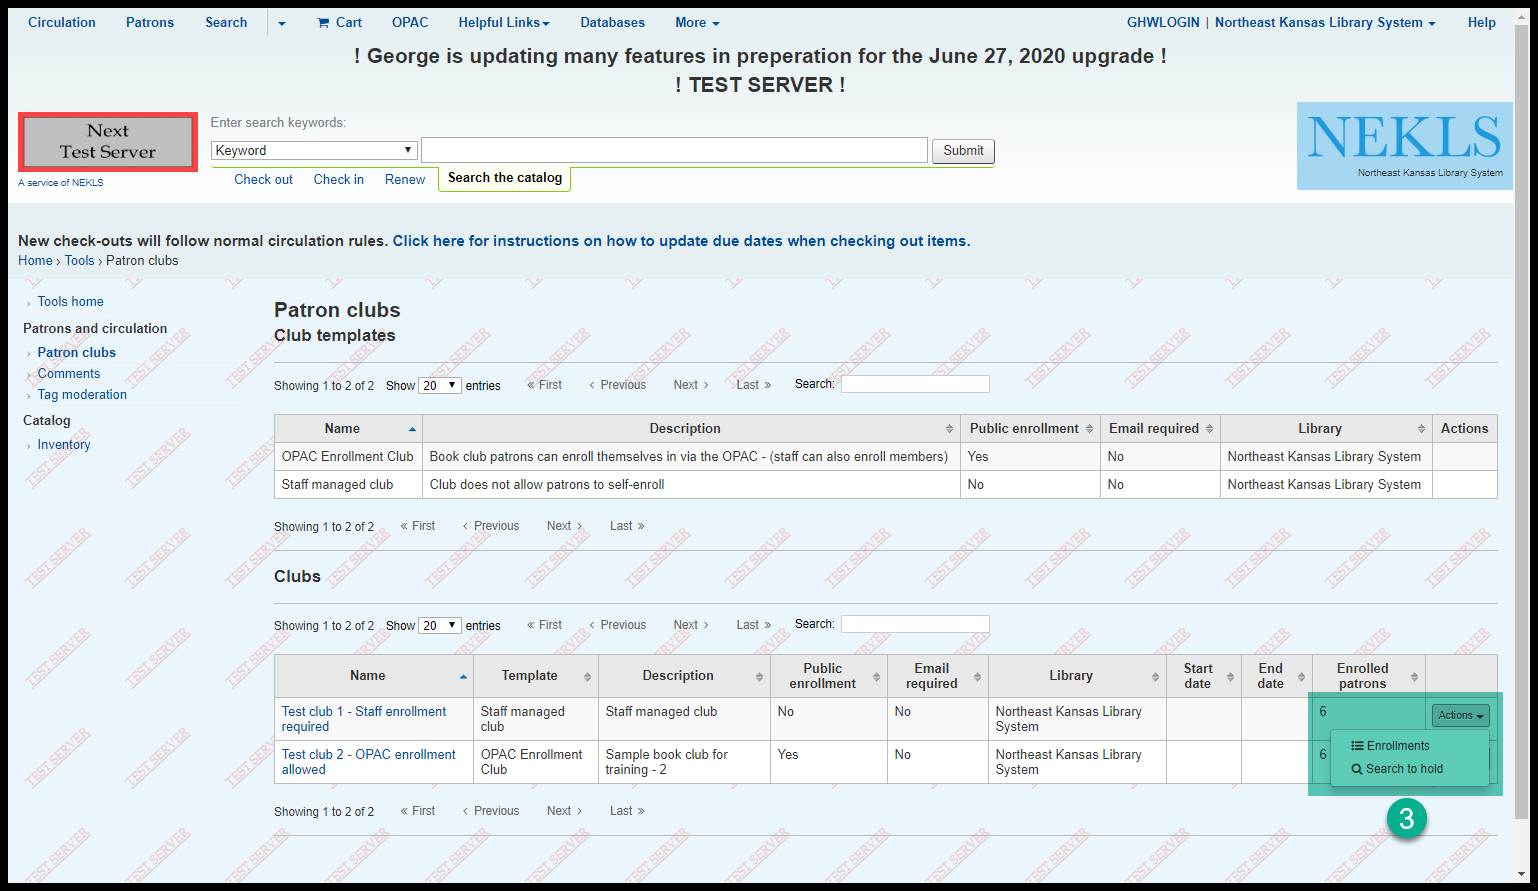 Circulation Patrons Search Cart OPAC Helpful Links Databases More GHWLOGIN | Northeast Kansas Library System Help
! George is updating many features in preperation for the June 27, 2020 upgrade !
! TEST SERVER !
Next
Test Server
A service of NEKLS
Enter search keywords:
Keyword Submit
Check out Check in Renew Search the catalog
NEKLS
Northeast Kansas Library System
New check-outs will follow normal circulation rules. Click here for instructions on how to update due dates when checking out items.
Home › Tools › Patron clubs
Tools home
Patrons and circulation
Patron clubs
Comments
Tag moderation
Catalog
Inventory
Patron clubs
Club templates
Showing 1 to 2 of 2 Show 20 entries « First ‹ Previous Next › Last » Search:
Name Description Public enrollment Email required Library Actions
OPAC Enrollment Club Book club patrons can enroll themselves in via the OPAC - (staff can also enroll members) Yes No Northeast Kansas Library System
Staff managed club Club does not allow patrons to self-enroll No No Northeast Kansas Library System
Showing 1 to 2 of 2 « First ‹ Previous Next › Last »
Clubs
Showing 1 to 2 of 2 Show 20 entries « First ‹ Previous Next › Last » Search:
Name Template Description Public enrollment Email required Library Start date End date Enrolled patrons
Test club 1 - Staff enrollment required Staff managed club Staff managed club No No Northeast Kansas Library System 6 Actions
Test club 2 - OPAC enrollment allowed OPAC Enrollment Club Sample book club for training - 2 Yes No Northeast Kansas Library System 6
Enrollments
Search to hold
Showing 1 to 2 of 2 « First ‹ Previous Next › Last »
3
TEST SERVER